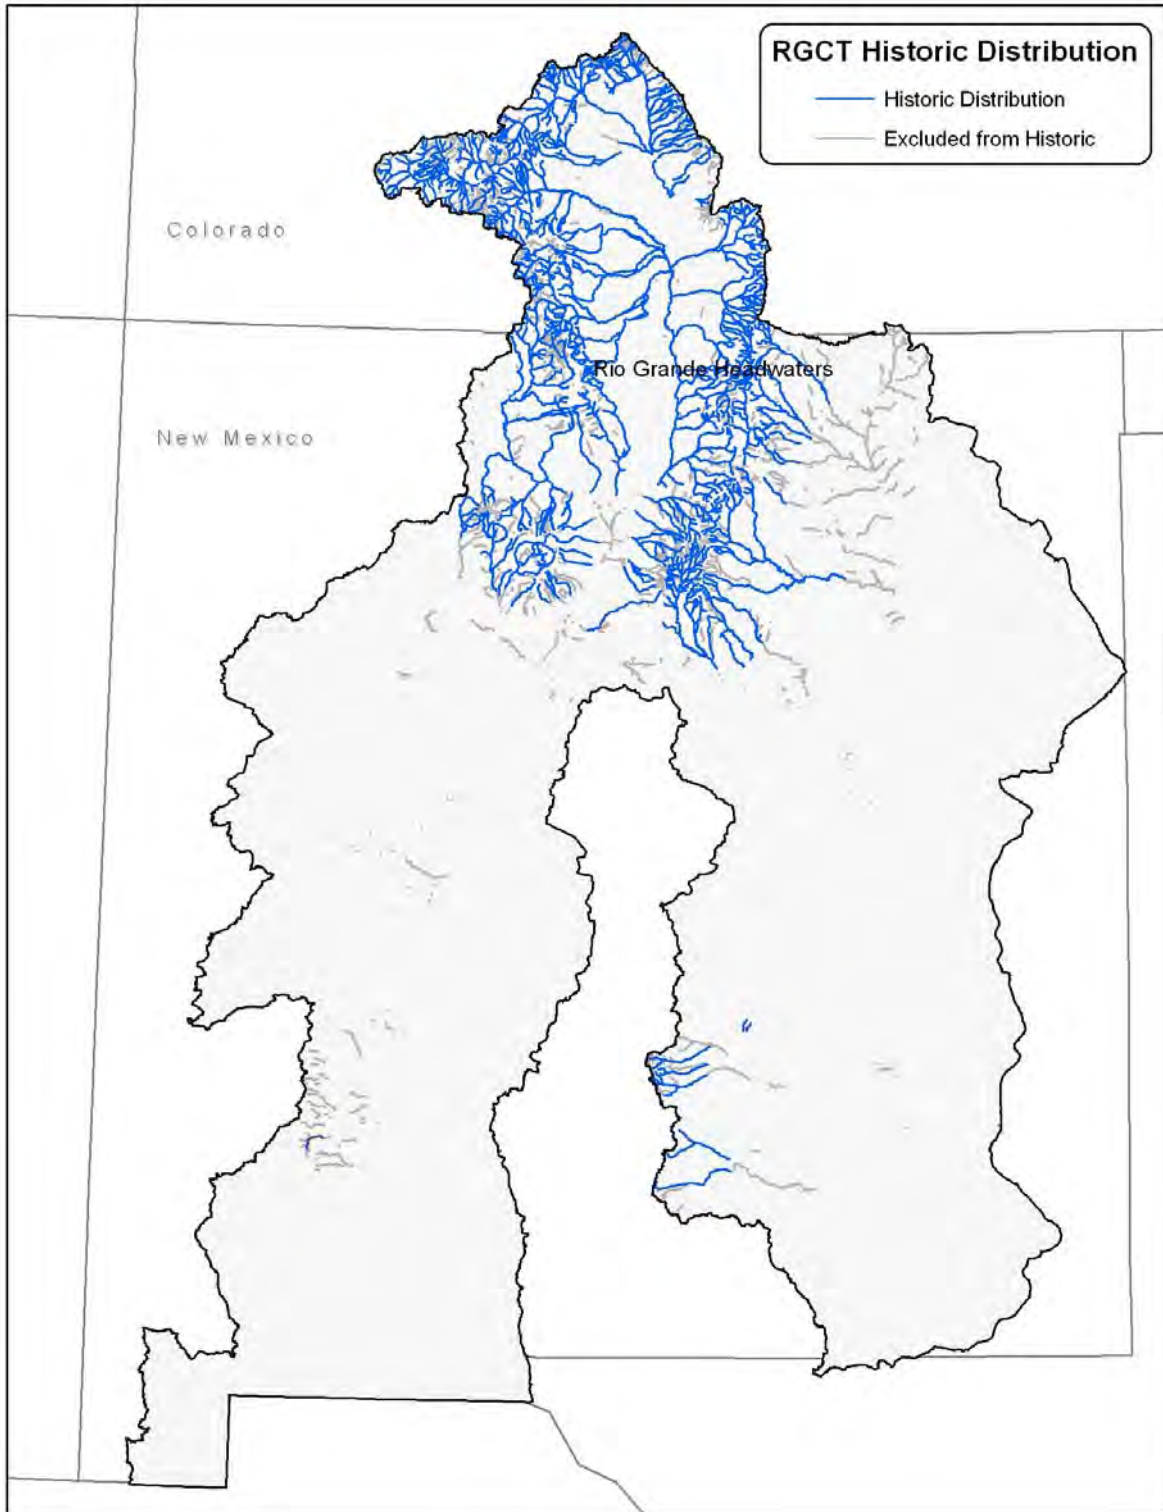 RGCT Historic Distribution
Historic Distribution
Excluded from Historic
Colorado
Rio Grande Headwaters
New Mexico